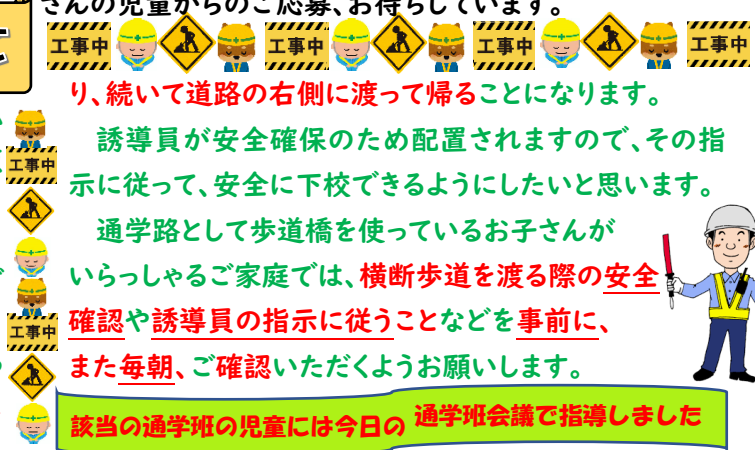 さんの児童からのご応募、お待ちしています。
工事中 工事中 工事中 工事中
り、続いて道路の右側に渡って帰ることになります。
誘導員が安全確保のため配置されますので、その指
示に従って、安全に下校できるようにしたいと思います。
通学路として歩道橋を使っているお子さんが
いらっしゃるご家庭では、横断歩道を渡る際の安全
確認や誘導員の指示に従うことなどを事前に、
また毎朝、ご確認いただくようお願いします。
工事中
工事中
該当の通学班の児童には今日の 通学班会議で指導しました